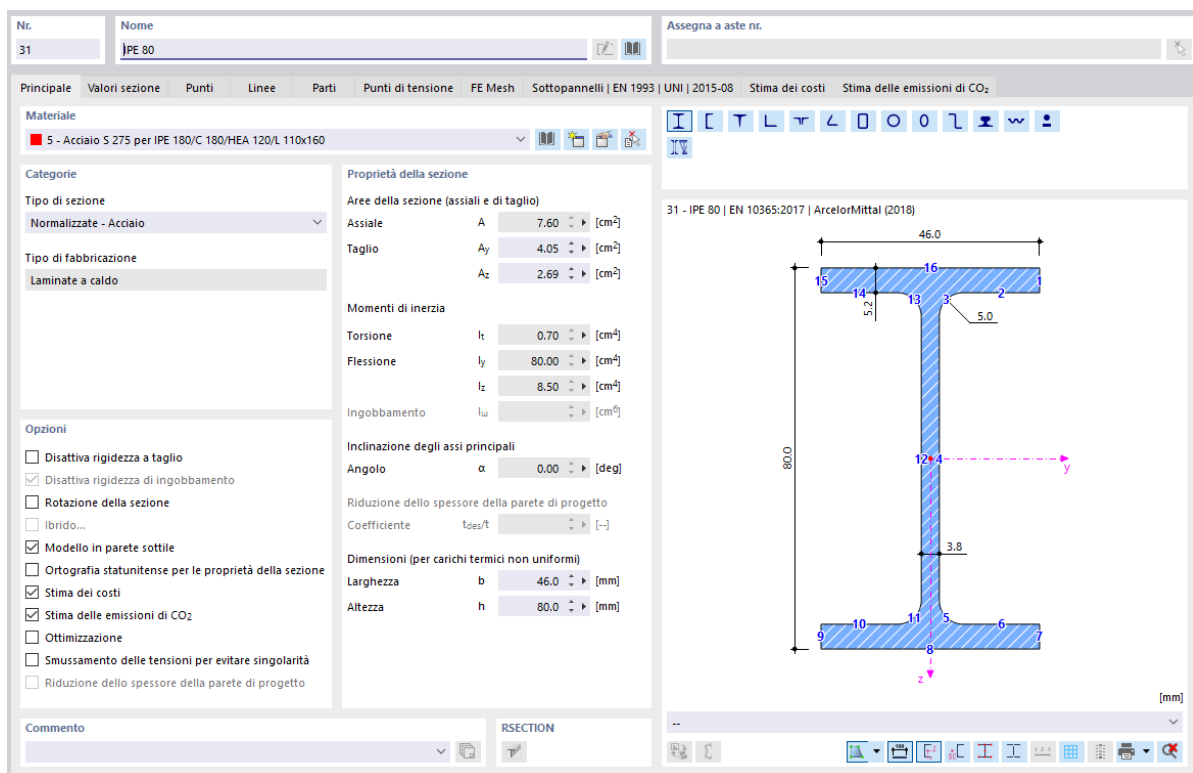 Nr.
Nome
Assegna a aste nr.
31
IPE 80
Principale Valori sezione Punti Linee Parti Punti di tensione FE Mesh Sottopannelli | EN 1993 | UNI | 2015-08 Stima dei costi Stima delle emissioni di CO₂
Materiale
5 - Acciaio S 275 per IPE 180/C 180/HEA 120/L 110x160
Categorie
Tipo di sezione
Normalizzate - Acciaio
Tipo di fabbricazione
Laminate a caldo
Opzioni
Disattiva rigidezza a taglio
Disattiva rigidezza di ingobbamento
Rotazione della sezione
Ibrido...
Modello in parete sottile
Ortografia statunitense per le proprietà della sezione
Stima dei costi
Stima delle emissioni di CO₂
Ottimizzazione
Smussamento delle tensioni per evitare singolarità
Riduzione dello spessore della parete di progetto
Proprietà della sezione
Aree della sezione (assiali e di taglio)
Assiale A 7.60 [cm²]
Taglio Ay 4.05 [cm²]
Az 2.69 [cm²]
Momenti di inerzia
Torsione It 0.70 [cm⁴]
Flessione Iy 80.00 [cm⁴]
Iz 8.50 [cm⁴]
Ingobbamento Iω [cm⁶]
Inclinazione degli assi principali
Angolo α 0.00 [deg]
Riduzione dello spessore della parete di progetto
Coefficiente tdes/t [--]
Dimensioni (per carichi termici non uniformi)
Larghezza b 46.0 [mm]
Altezza h 80.0 [mm]
31 - IPE 80 | EN 10365:2017 | ArcelorMittal (2018)
46.0
16
15 1
14 13 3 2
5.2
5.0
80.0
12 4
y
3.8
11 5
10 6
9 7
8
z
[mm]
--
Commento
RSECTION